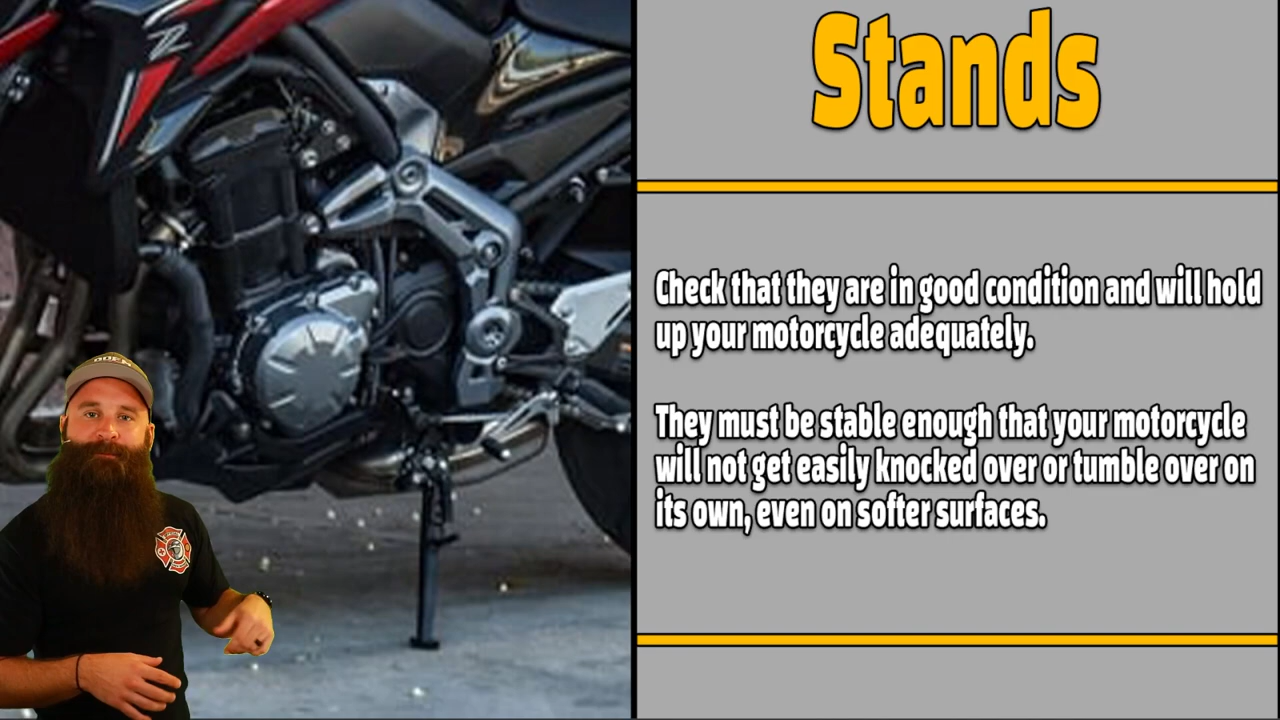 Stands
Check that they are in good condition and will hold
up your motorcycle adequately.
They must be stable enough that your motorcycle
will not get easily knocked over or tumble over on
its own, even on softer surfaces.
Z